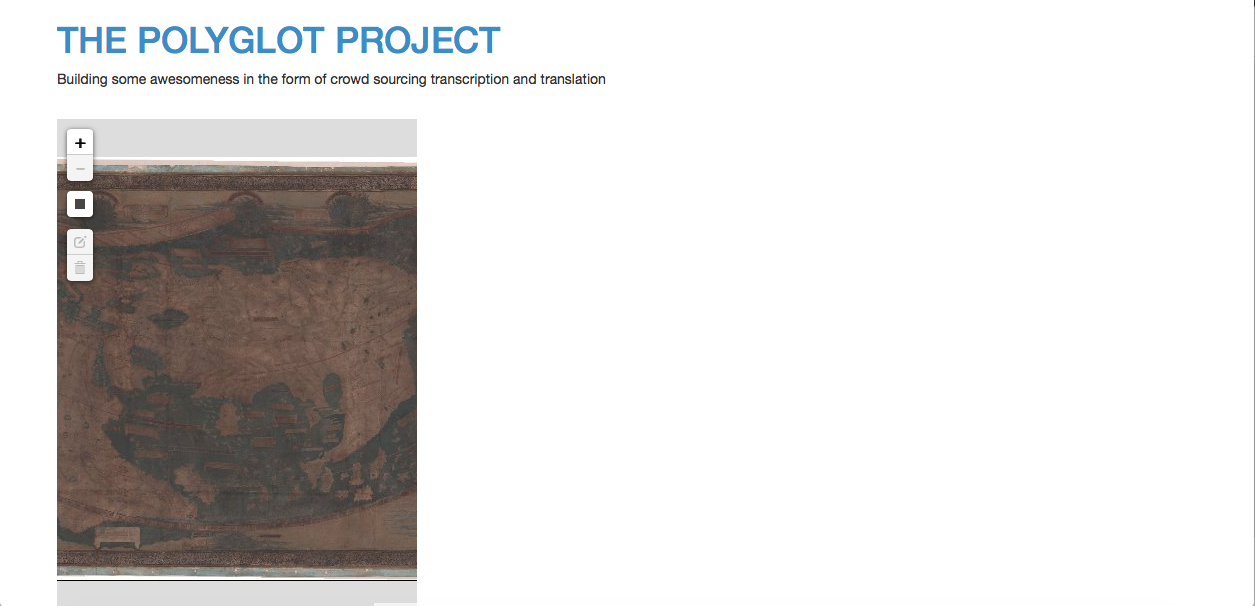 THE POLYGLOT PROJECT
Building some awesomeness in the form of crowd sourcing transcription and translation
+
−